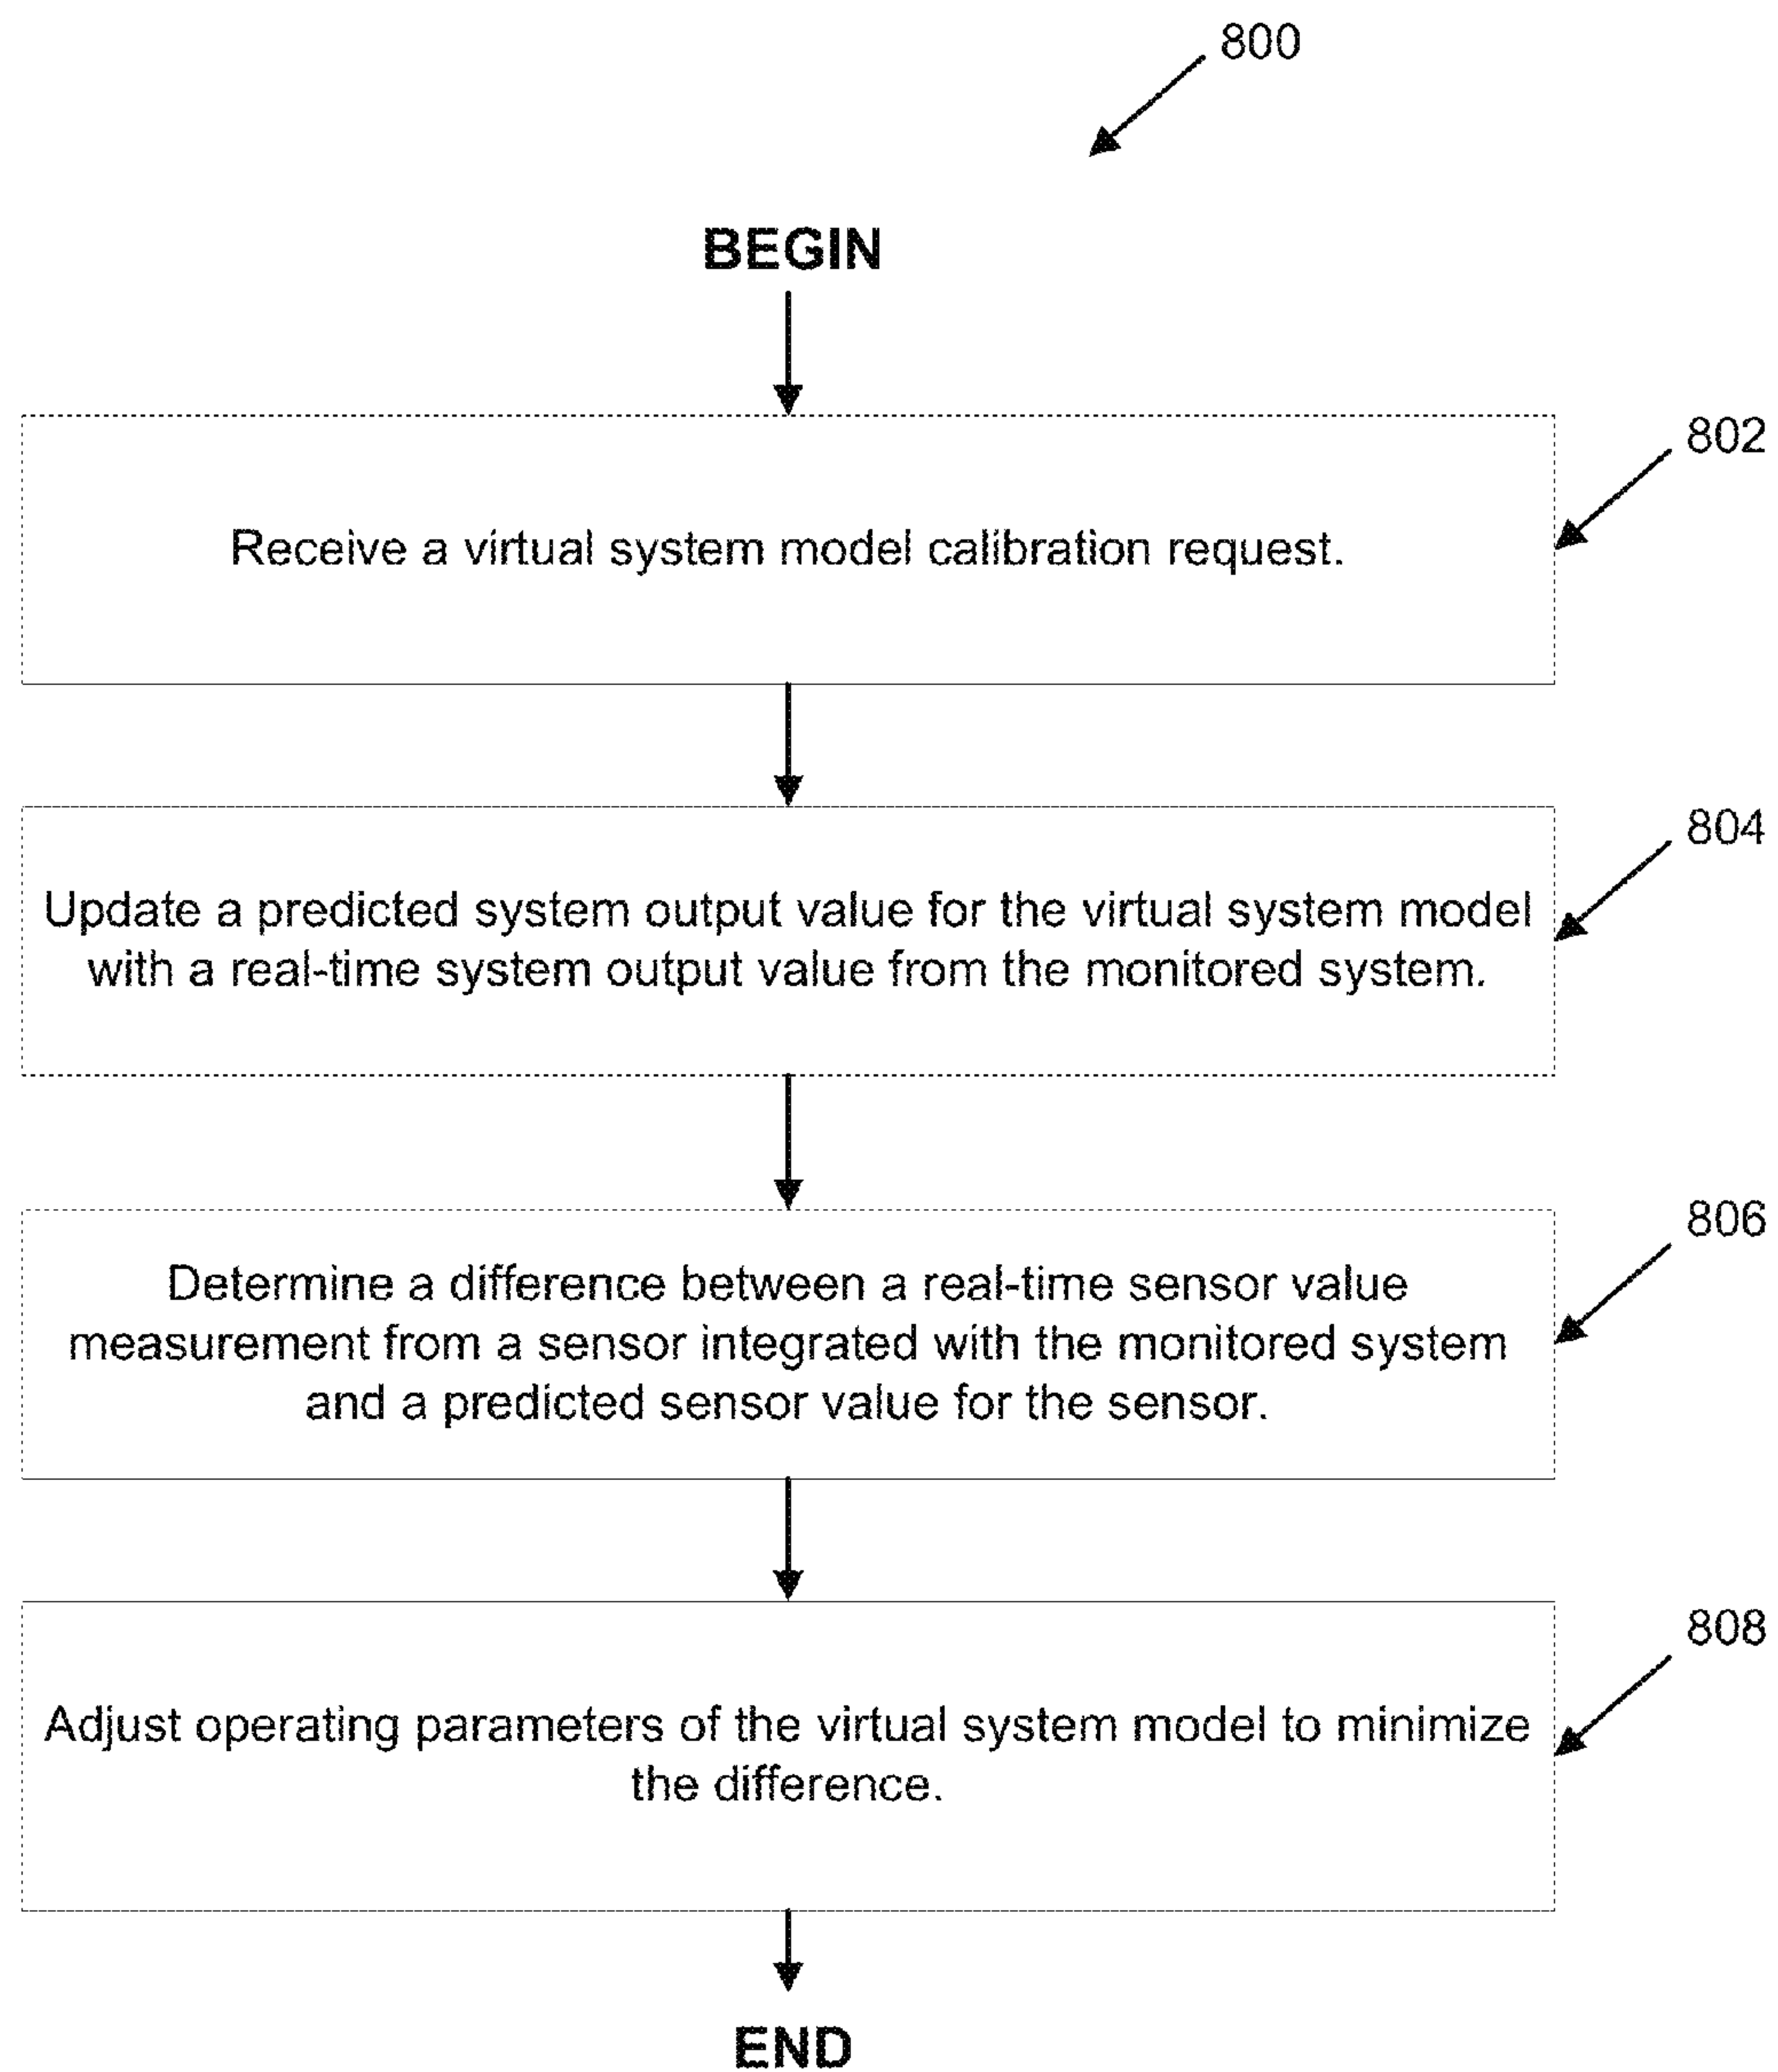 800
BEGIN
802
Receive a virtual system model calibration request.
804
Update a predicted system output value for the virtual system model
with a real-time system output value from the monitored system.
806
Determine a difference between a real-time sensor value
measurement from a sensor integrated with the monitored system
and a predicted sensor value for the sensor.
808
Adjust operating parameters of the virtual system model to minimize
the difference.
END